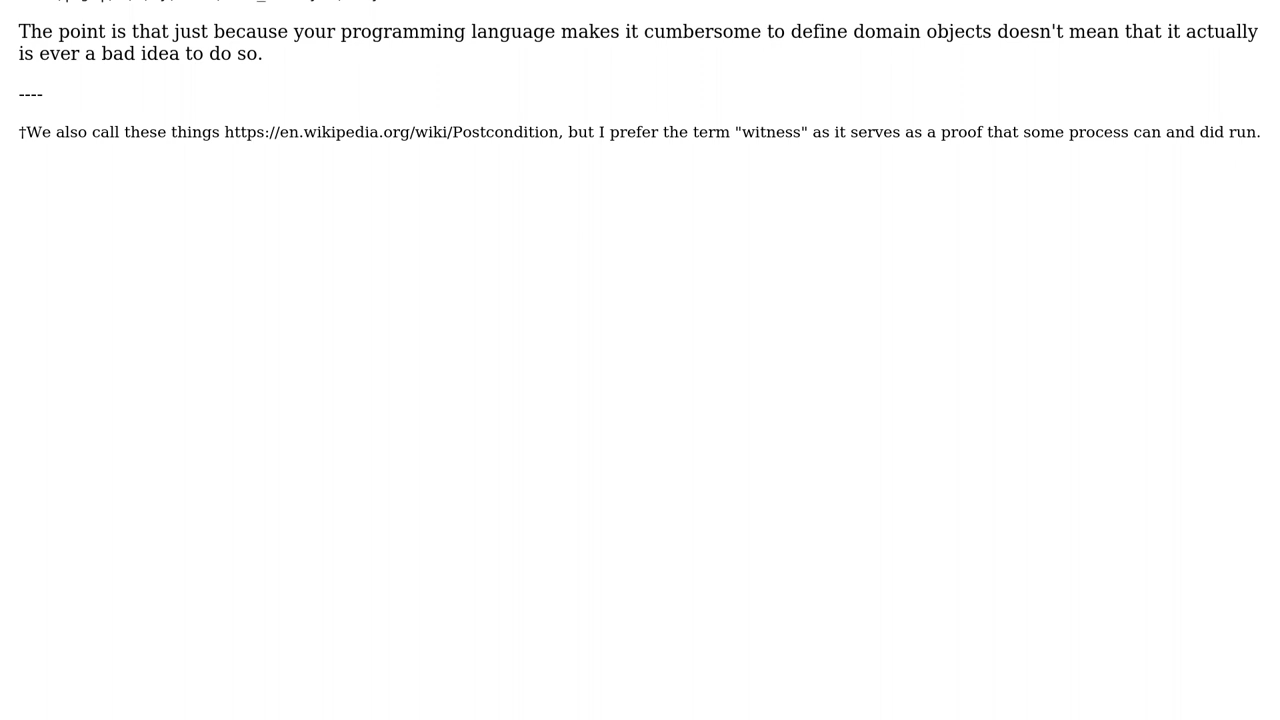 The point is that just because your programming language makes it cumbersome to define domain objects doesn't mean that it actually
is ever a bad idea to do so.
----
†We also call these things https://en.wikipedia.org/wiki/Postcondition, but I prefer the term "witness" as it serves as a proof that some process can and did run.